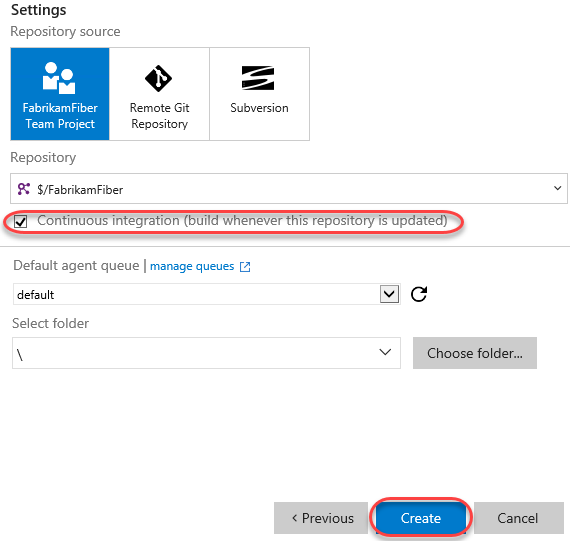 Settings
Repository source
FabrikamFiber
Team Project
Remote Git
Repository
Subversion
Repository
$/FabrikamFiber
Continuous integration (build whenever this repository is updated)
Default agent queue | manage queues
default
Select folder
\
Choose folder...
< Previous
Create
Cancel